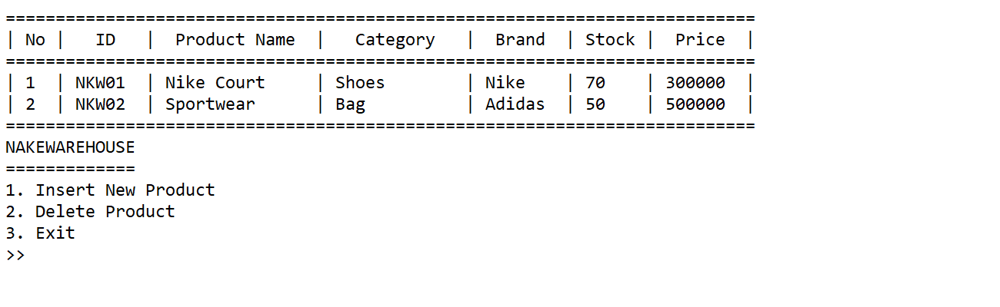 ===========================================================================
| No |   ID   |  Product Name  |   Category   |  Brand  | Stock |  Price  |
===========================================================================
| 1  | NKW01  | Nike Court     | Shoes        | Nike    | 70    | 300000  |
| 2  | NKW02  | Sportwear      | Bag          | Adidas  | 50    | 500000  |
===========================================================================
NAKEWAREHOUSE
=============
1. Insert New Product
2. Delete Product
3. Exit
>>